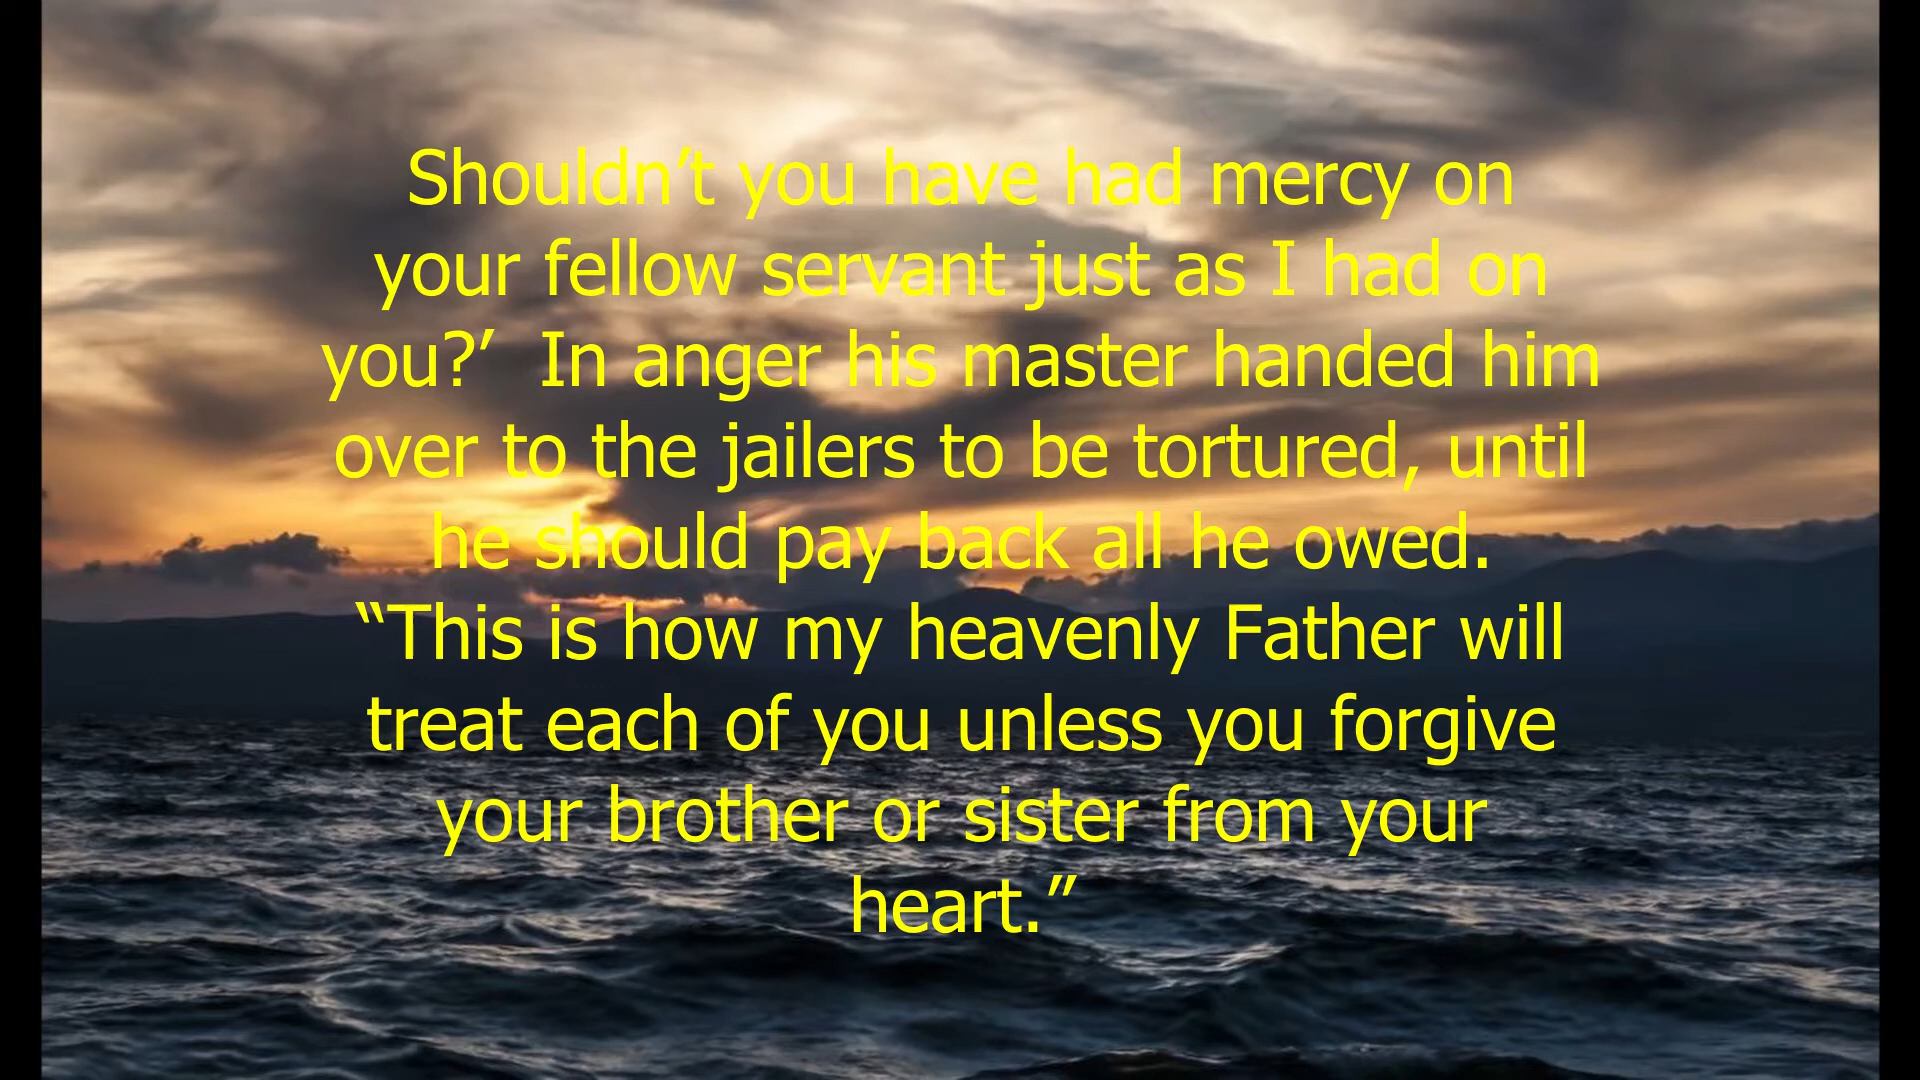 Shouldn’t you have had mercy on
your fellow servant just as I had on
you?’  In anger his master handed him
over to the jailers to be tortured, until
he should pay back all he owed.
“This is how my heavenly Father will
treat each of you unless you forgive
your brother or sister from your
heart.”